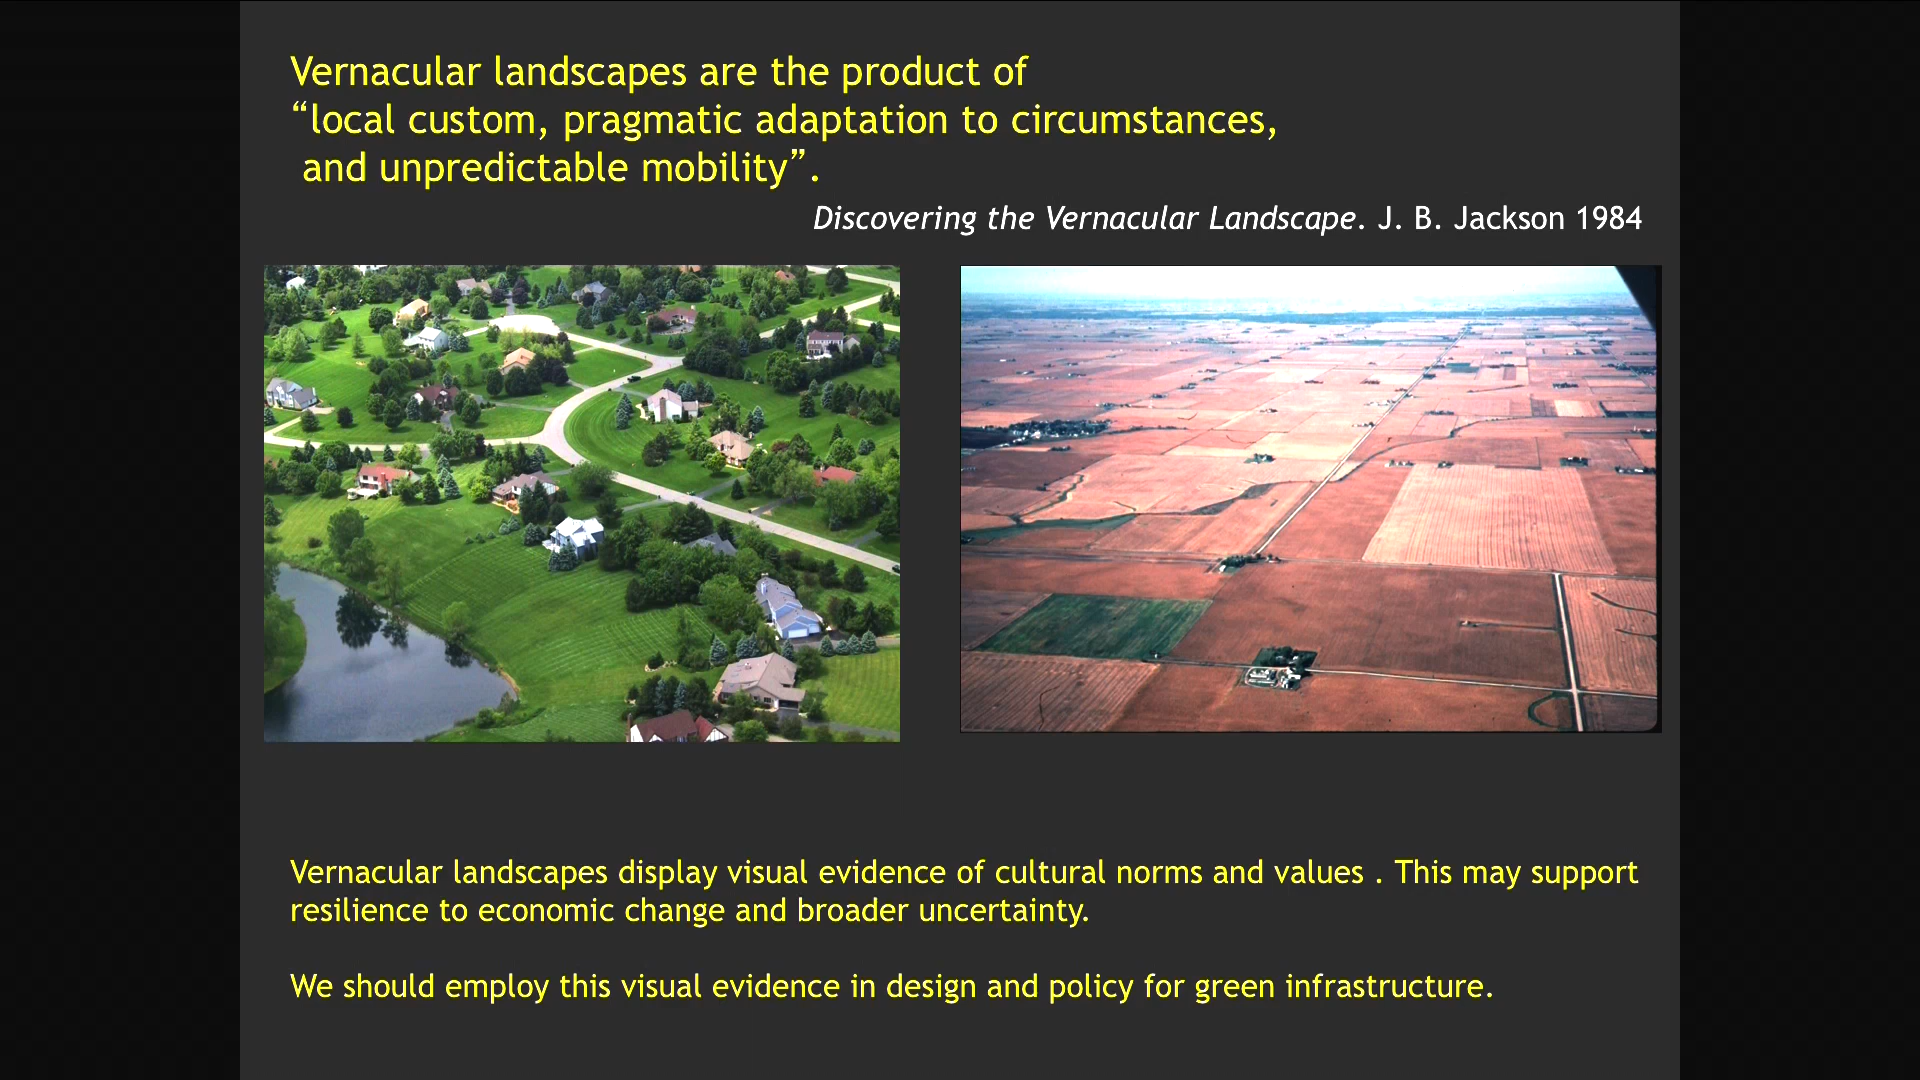 Vernacular landscapes are the product of
“local custom, pragmatic adaptation to circumstances,
and unpredictable mobility”.
Discovering the Vernacular Landscape. J. B. Jackson 1984
Vernacular landscapes display visual evidence of cultural norms and values . This may support
resilience to economic change and broader uncertainty.
We should employ this visual evidence in design and policy for green infrastructure.